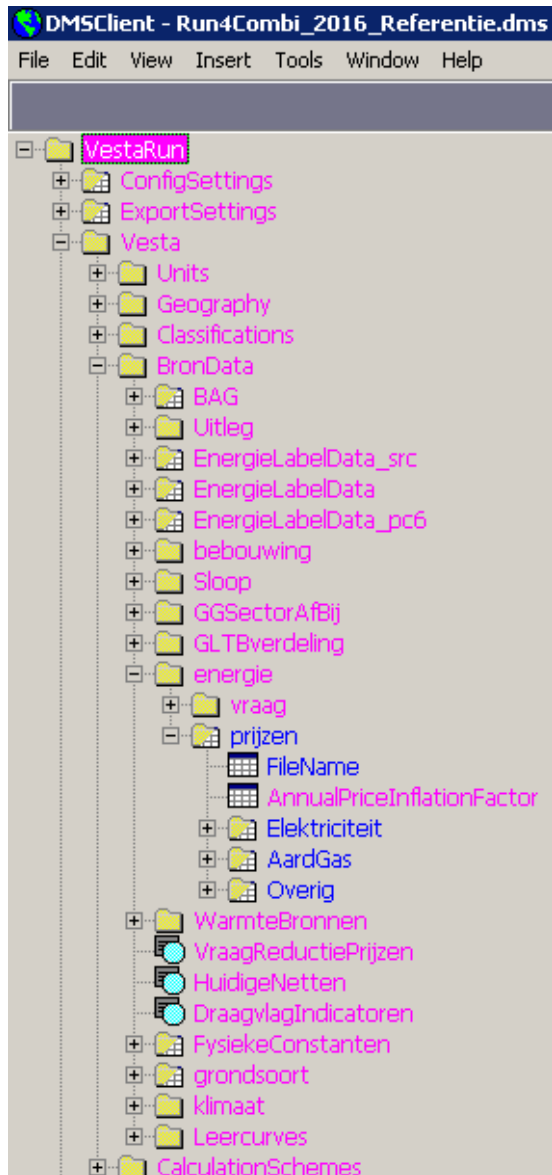 DMSClient - Run4Combi_2016_Referentie.dms
File Edit View Insert Tools Window Help
VestaRun
ConfigSettings
ExportSettings
Vesta
Units
Geography
Classifications
BronData
BAG
Uitleg
EnergieLabelData_src
EnergieLabelData
EnergieLabelData_pc6
bebouwing
Sloop
GGSectorAfBij
GLTBverdeling
energie
vraag
prijzen
FileName
AnnualPriceInflationFactor
Elektriciteit
AardGas
Overig
WarmteBronnen
VraagReductiePrijzen
HuidigeNetten
DraagvlagIndicatoren
FysiekeConstanten
grondsoort
klimaat
Leercurves
CalculationSchemes